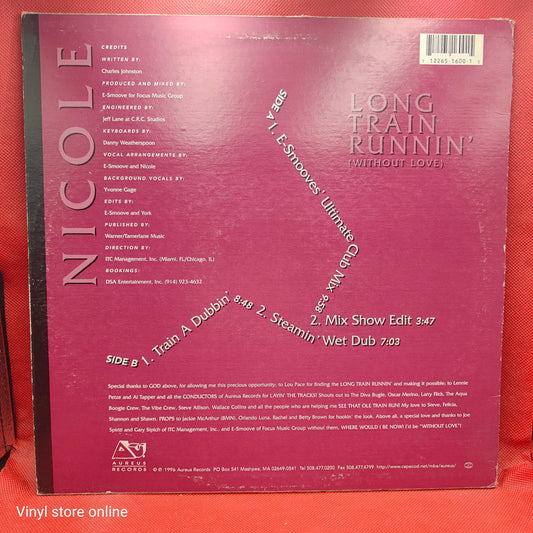 NICOLE
CREDITS
WRITTEN BY:
Charles Johnston
PRODUCED AND MIXED BY:
E-Smoove for Focus Music Group
ENGINEERED BY:
Jeff Lane at C.R.C. Studios
KEYBOARDS BY:
Danny Weatherspoon
VOCAL ARRANGEMENTS BY:
E-Smoove and Nicole
BACKGROUND VOCALS BY:
Yvonne Gage
EDITS BY:
E-Smoove and York
PUBLISHED BY:
Warner/Tamerlane Music
DIRECTION BY:
ITC Management, Inc. (Miami, FL/Chicago, IL)
BOOKINGS:
DSA Entertainment, Inc. (914) 923-4632
12265 1600-1
LONG
TRAIN
RUNNIN'
(WITHOUT LOVE)
SIDE A 1. E-Smooves' Ultimate Club Mix 9:58
2. Mix Show Edit 3:47
SIDE B 1. Train A Dubbin' 8:48
2. Steamin' Wet Dub 7:03
Special thanks to GOD above, for allowing me this precious opportunity; to Lou Pace for finding the LONG TRAIN RUNNIN' and making it possible; to Lennie
Petze and Al Tapper and all the CONDUCTORS of Aureus Records for LAYIN' THE TRACKS! Shouts out to The Diva Bugle, Oscar Merino, Larry Flick, The Aqua
Boogie Crew, The Vibe Crew, Steve Allison, Wallace Collins and all the people who are helping me SEE THAT OLE TRAIN RUN! My love to Steve, Felicia,
Shannon and Shawn. PROPS to Jackie McArthur (BMN), Orlando Luna, Rachel and Betty Brown for hookin' the look. Above all, a special love and thanks to Joe
Spinti and Gary Sipich of ITC Management, Inc... and E-Smoove of Focus Music Group without them, WHERE WOULD I BE NOW! I'd be "WITHOUT LOVE"!
AUREUS
RECORDS
© ℗ 1996 Aureus Records PO Box 541 Mashpee, MA 02649-0541 Tel 508.477.0200 Fax 508.477.6799 http://www.capecod.net/mbs/aureus/
Vinyl store online